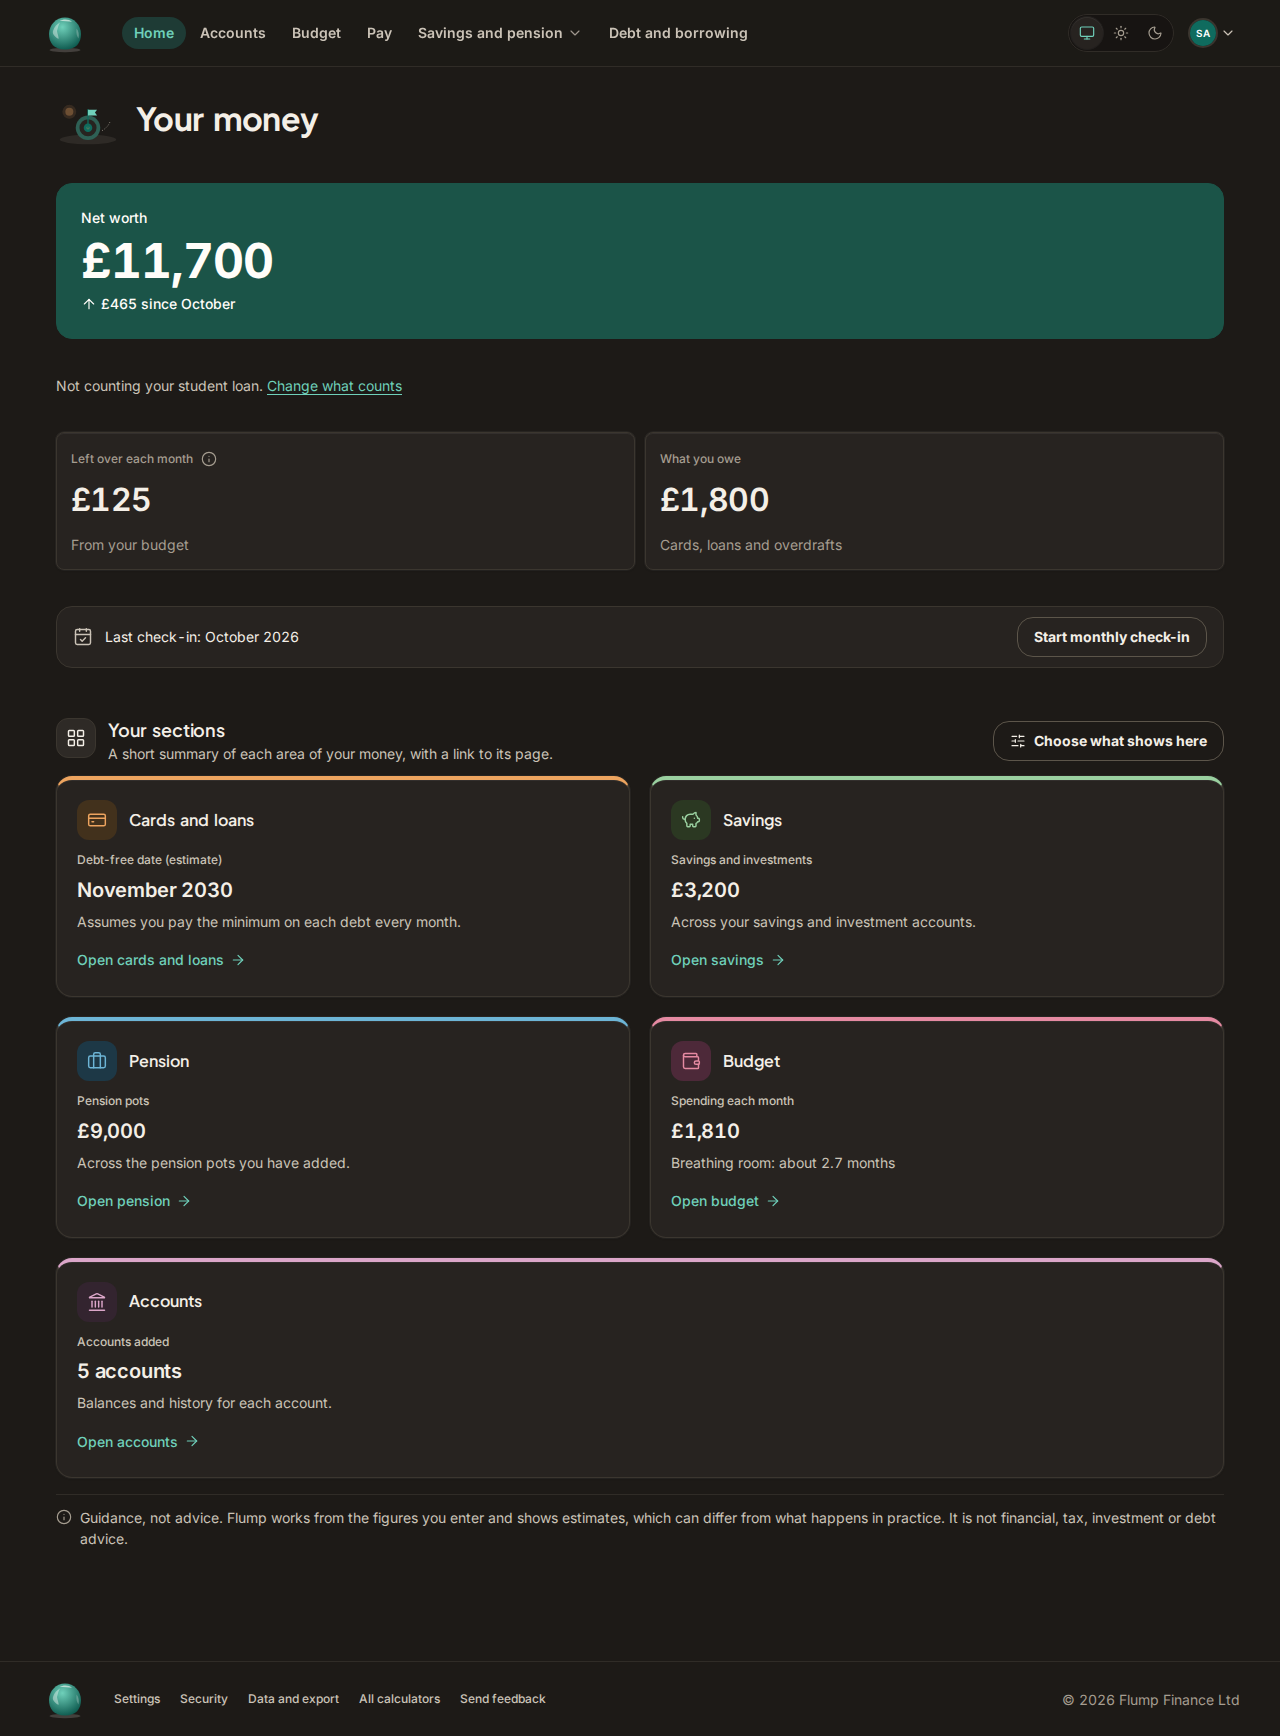 Home
Accounts
Budget
Pay
Savings and pension
Debt and borrowing
SA
Your money
Net worth
£11,700
£465 since October
Not counting your student loan. Change what counts
Left over each month
£125
From your budget
What you owe
£1,800
Cards, loans and overdrafts
Last check-in: October 2026
Start monthly check-in
Your sections
A short summary of each area of your money, with a link to its page.
Choose what shows here
Cards and loans
Debt-free date (estimate)
November 2030
Assumes you pay the minimum on each debt every month.
Open cards and loans
Savings
Savings and investments
£3,200
Across your savings and investment accounts.
Open savings
Pension
Pension pots
£9,000
Across the pension pots you have added.
Open pension
Budget
Spending each month
£1,810
Breathing room: about 2.7 months
Open budget
Accounts
Accounts added
5 accounts
Balances and history for each account.
Open accounts
Guidance, not advice. Flump works from the figures you enter and shows estimates, which can differ from what happens in practice. It is not financial, tax, investment or debt
advice.
Settings
Security
Data and export
All calculators
Send feedback
© 2026 Flump Finance Ltd